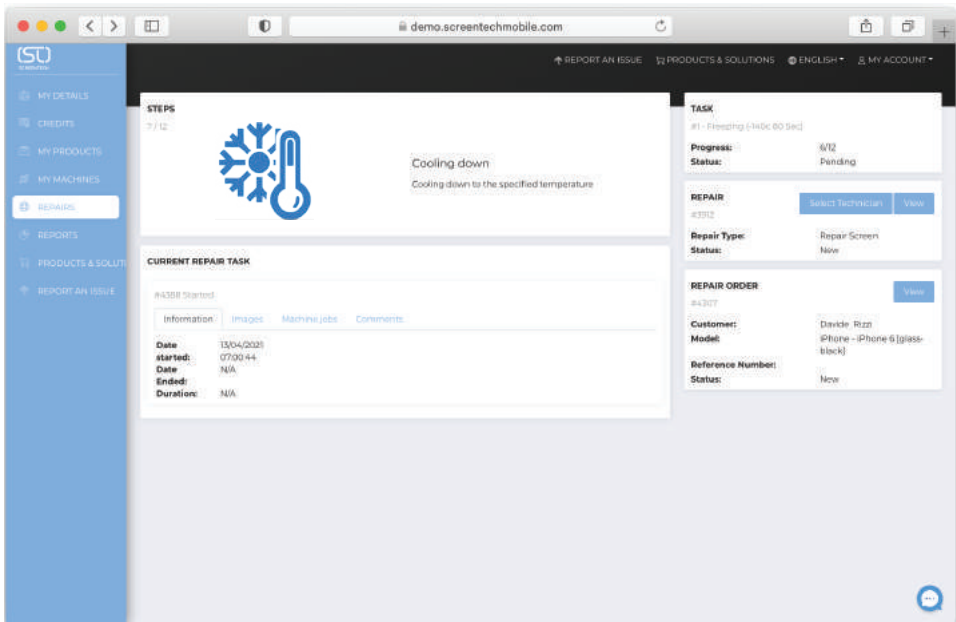 demo.screentechmobile.com
REPORT AN ISSUE PRODUCTS & SOLUTIONS ENGLISH MY ACCOUNT
MY DETAILS
CREDITS
MY PRODUCTS
MY MACHINES
REPAIRS
REPORTS
PRODUCTS & SOLUTI
REPORT AN ISSUE
STEPS
7 / 12
Cooling down
Cooling down to the specified temperature
CURRENT REPAIR TASK
#4388 Started
Information Images Machine jobs Comments
Date started: 13/04/2021 07:00:44
Date Ended: N/A
Duration: N/A
TASK
#1 - Freezing (-140c 80 Sec)
Progress: 6/12
Status: Pending
REPAIR
Select Technician View
#3912
Repair Type: Repair Screen
Status: New
REPAIR ORDER
View
#4307
Customer: Davide Rizzi
Model: iPhone - iPhone 6 [glass-black]
Reference Number:
Status: New